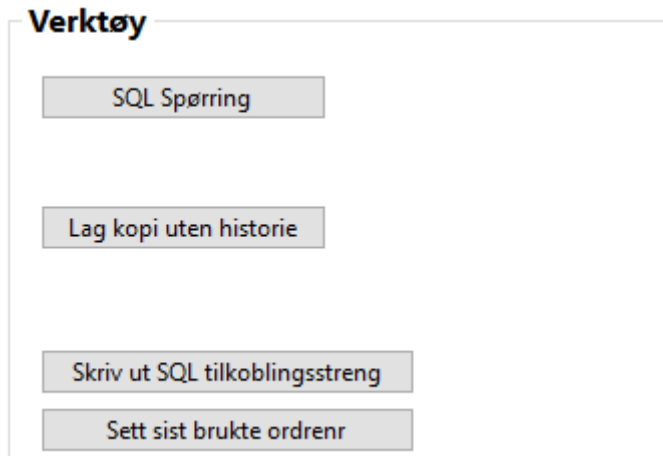 Verktøy
SQL Spørring
Lag kopi uten historie
Skriv ut SQL tilkoblingsstreng
Sett sist brukte ordrenr